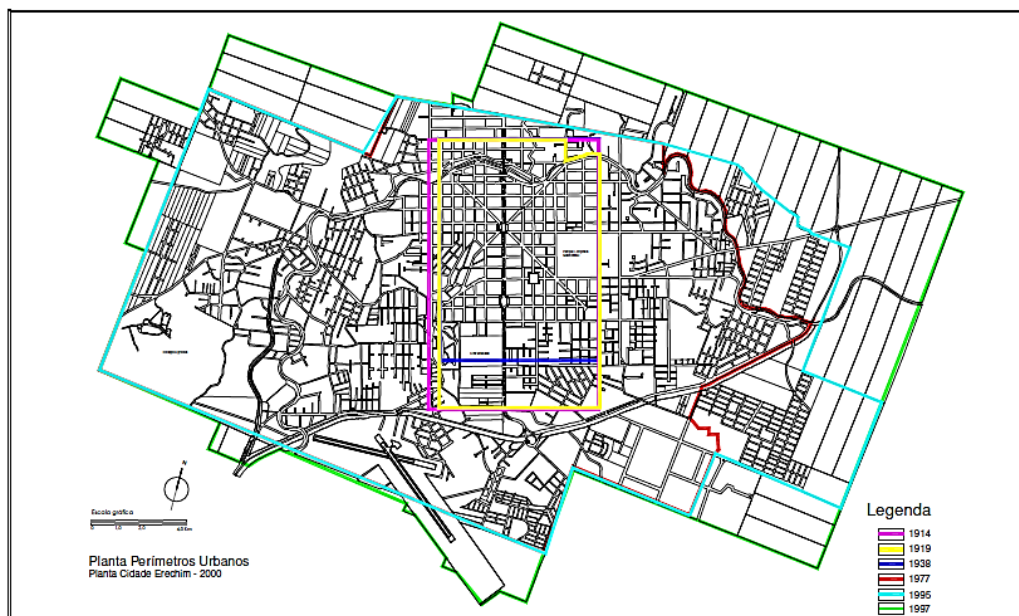 N
Escala gráfica
Planta Perímetros Urbanos
Planta Cidade Erechim - 2000
Legenda
1914
1919
1938
1977
1995
1997